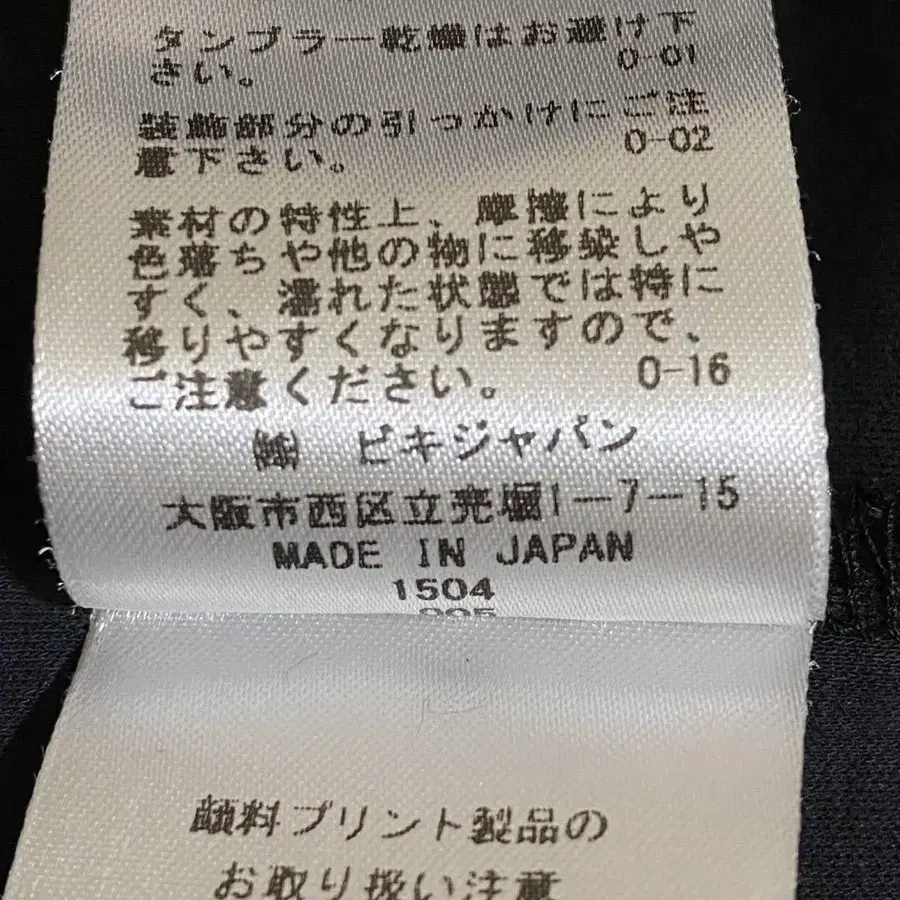 タンブラー乾燥はお避け下
さい。 0-01
装飾部分の引っかけにご注
意下さい。 0-02
素材の特性上、摩擦により
色落ちや他の物に移染しや
すく、濡れた状態では特に
移りやすくなりますので、
ご注意ください。 0-16
㈱ ビキジャパン
大阪市西区立売堀1-7-15
MADE IN JAPAN
1504
顔料プリント製品の
お取り扱い注意